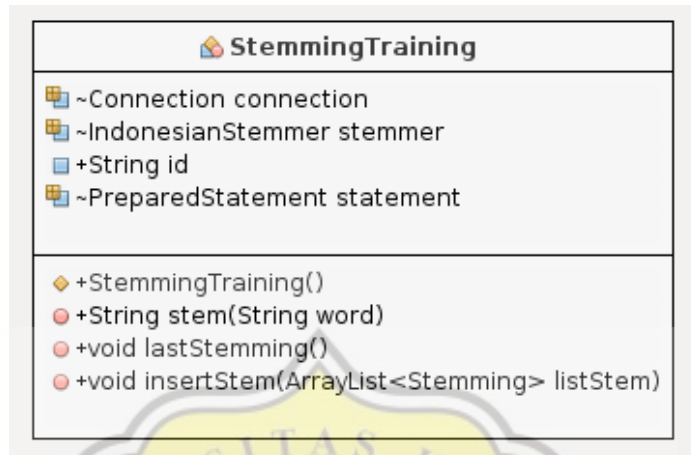 StemmingTraining
~Connection connection
~IndonesianStemmer stemmer
+String id
~PreparedStatement statement
+StemmingTraining()
+String stem(String word)
+void lastStemming()
+void insertStem(ArrayList<Stemming> listStem)
SITAS